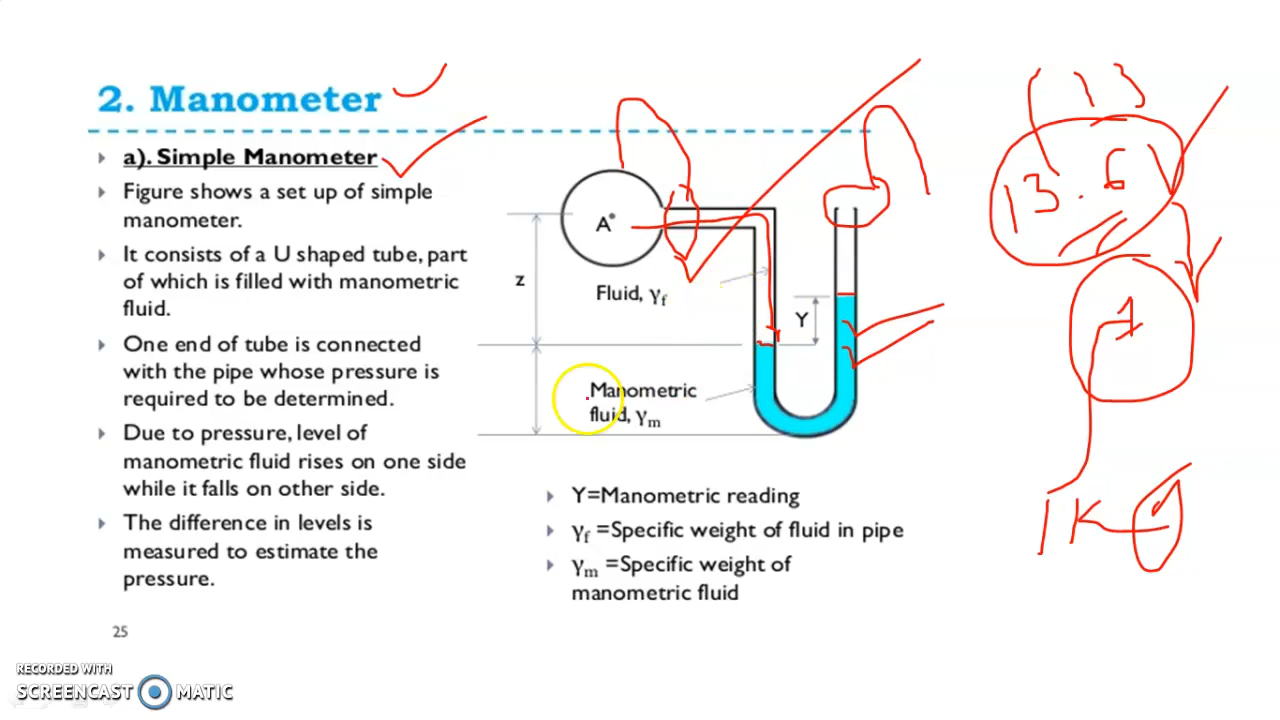 2. Manometer
a). Simple Manometer
Figure shows a set up of simple
manometer.
It consists of a U shaped tube, part
of which is filled with manometric
fluid.
One end of tube is connected
with the pipe whose pressure is
required to be determined.
Due to pressure, level of
manometric fluid rises on one side
while it falls on other side.
The difference in levels is
measured to estimate the
pressure.
A
z
Fluid, γf
Y
Manometric
fluid, γm
Y=Manometric reading
γf =Specific weight of fluid in pipe
γm =Specific weight of
manometric fluid
13.6
1
25
RECORDED WITH
SCREENCAST MATIC